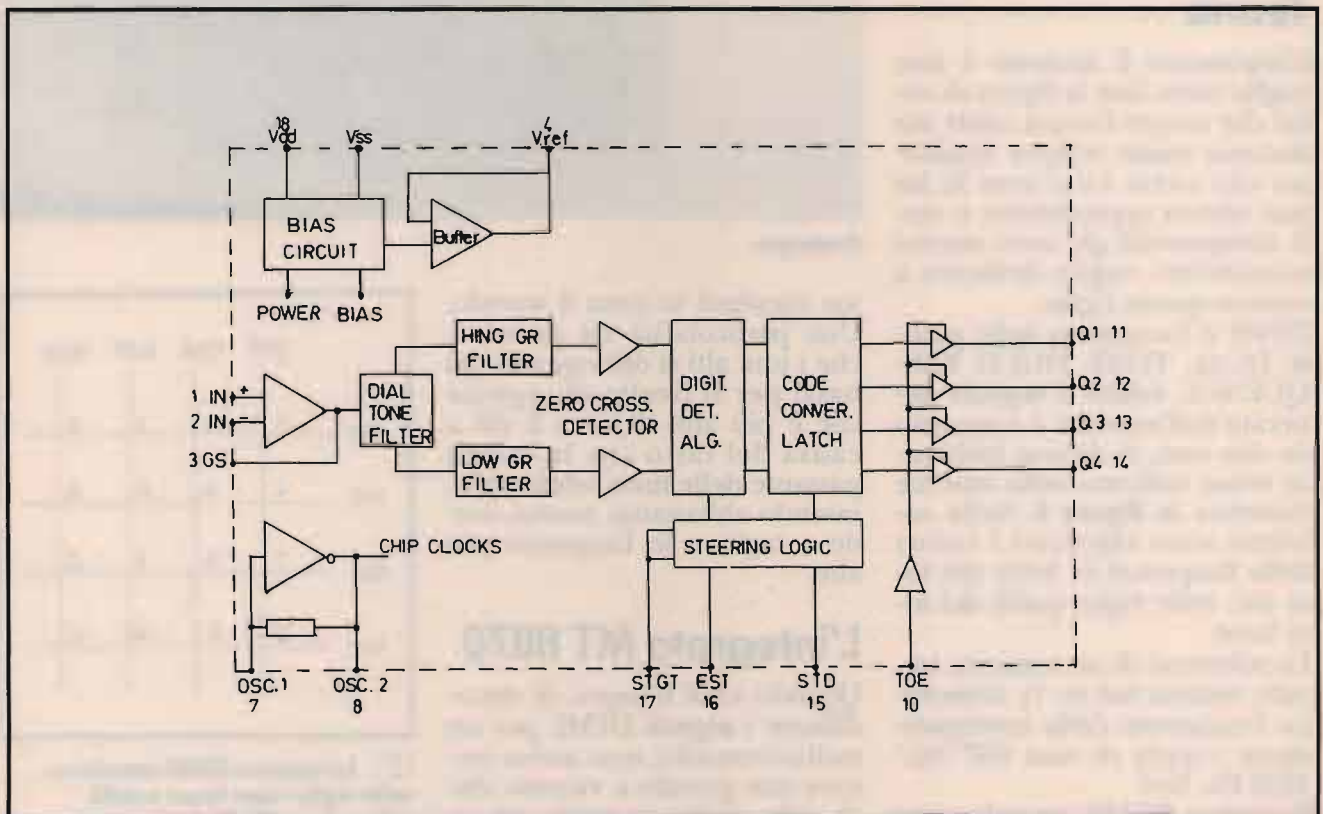 18
Vdd
Vss
4
Vref
BIAS
CIRCUIT
Buffer
POWER BIAS
1 IN +
2 IN −
3 GS
DIAL
TONE
FILTER
HING GR
FILTER
LOW GR
FILTER
ZERO CROSS.
DETECTOR
DIGIT.
DET.
ALG.
CODE
CONVER.
LATCH
Q1 11
Q2 12
Q3 13
Q4 14
STEERING LOGIC
CHIP CLOCKS
OSC.1
7
OSC. 2
8
STGT
17
EST
16
STD
15
TOE
10